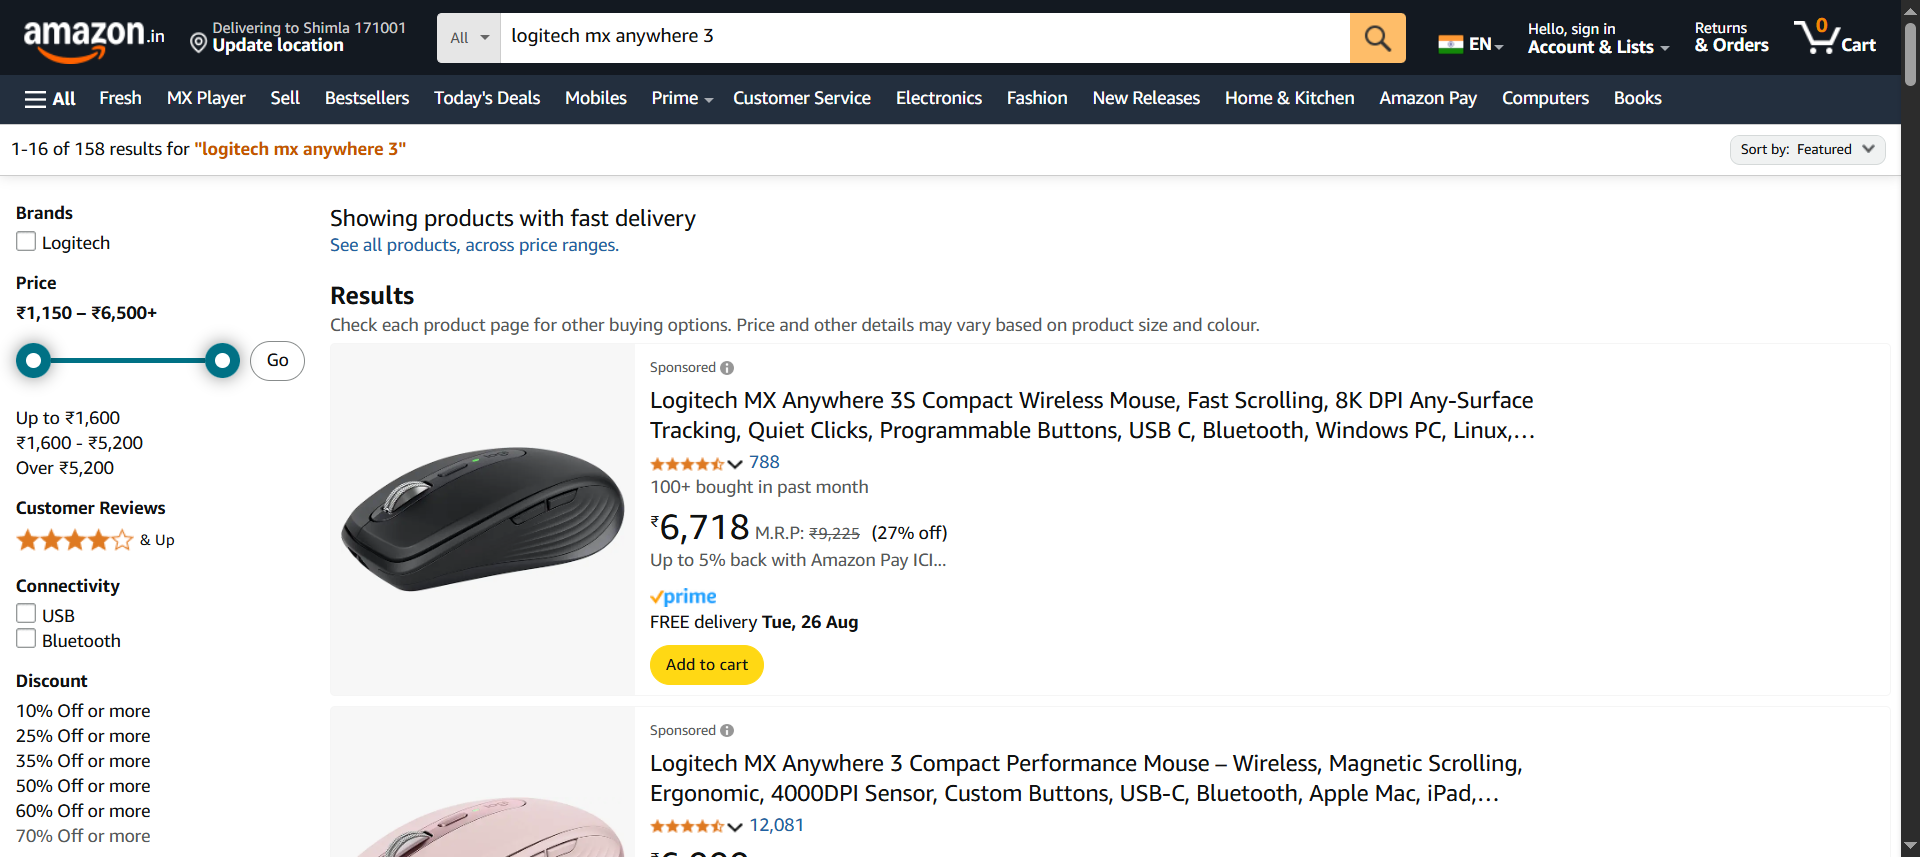 amazon.in
Delivering to Shimla 171001
Update location
All
logitech mx anywhere 3
EN
Hello, sign in
Account & Lists
Returns
& Orders
0
Cart
All
Fresh
MX Player
Sell
Bestsellers
Today's Deals
Mobiles
Prime
Customer Service
Electronics
Fashion
New Releases
Home & Kitchen
Amazon Pay
Computers
Books
1-16 of 158 results for "logitech mx anywhere 3"
Sort by: Featured
Brands
Logitech
Price
₹1,150 – ₹6,500+
Go
Up to ₹1,600
₹1,600 - ₹5,200
Over ₹5,200
Customer Reviews
& Up
Connectivity
USB
Bluetooth
Discount
10% Off or more
25% Off or more
35% Off or more
50% Off or more
60% Off or more
70% Off or more
Showing products with fast delivery
See all products, across price ranges.
Results
Check each product page for other buying options. Price and other details may vary based on product size and colour.
Sponsored
Logitech MX Anywhere 3S Compact Wireless Mouse, Fast Scrolling, 8K DPI Any-Surface
Tracking, Quiet Clicks, Programmable Buttons, USB C, Bluetooth, Windows PC, Linux,…
788
100+ bought in past month
₹6,718 M.R.P: ₹9,225 (27% off)
Up to 5% back with Amazon Pay ICI...
prime
FREE delivery Tue, 26 Aug
Add to cart
Sponsored
Logitech MX Anywhere 3 Compact Performance Mouse – Wireless, Magnetic Scrolling,
Ergonomic, 4000DPI Sensor, Custom Buttons, USB-C, Bluetooth, Apple Mac, iPad,…
12,081